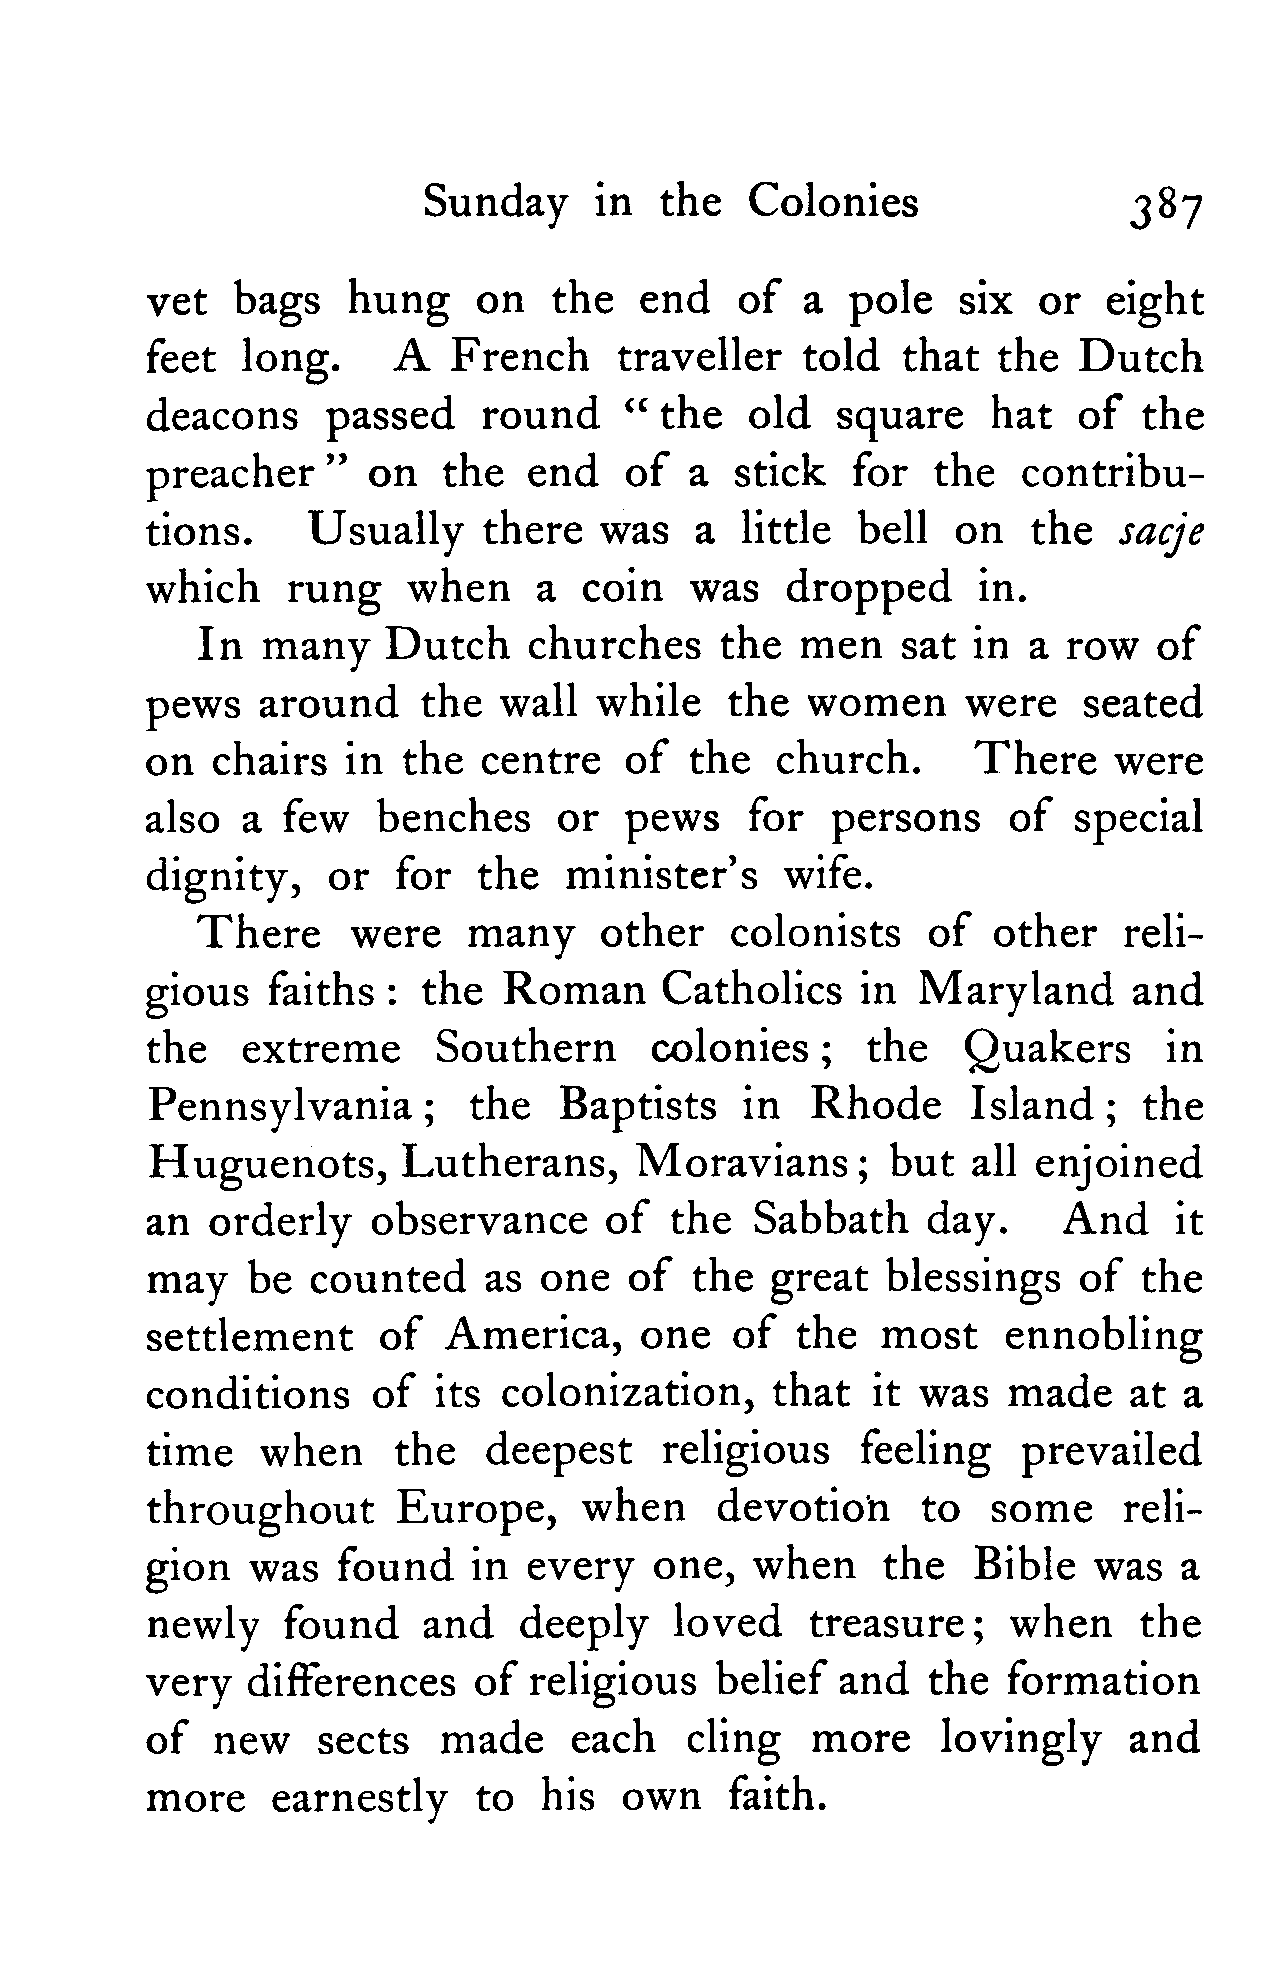 Sunday in the Colonies 387
vet bags hung on the end of a pole six or eight
feet long. A French traveller told that the Dutch
deacons passed round “ the old square hat of the
preacher ” on the end of a stick for the contribu-
tions. Usually there was a little bell on the sacje
which rung when a coin was dropped in.
In many Dutch churches the men sat in a row of
pews around the wall while the women were seated
on chairs in the centre of the church. There were
also a few benches or pews for persons of special
dignity, or for the minister’s wife.
There were many other colonists of other reli-
gious faiths : the Roman Catholics in Maryland and
the extreme Southern colonies ; the Quakers in
Pennsylvania ; the Baptists in Rhode Island ; the
Huguenots, Lutherans, Moravians ; but all enjoined
an orderly observance of the Sabbath day. And it
may be counted as one of the great blessings of the
settlement of America, one of the most ennobling
conditions of its colonization, that it was made at a
time when the deepest religious feeling prevailed
throughout Europe, when devotion to some reli-
gion was found in every one, when the Bible was a
newly found and deeply loved treasure ; when the
very differences of religious belief and the formation
of new sects made each cling more lovingly and
more earnestly to his own faith.